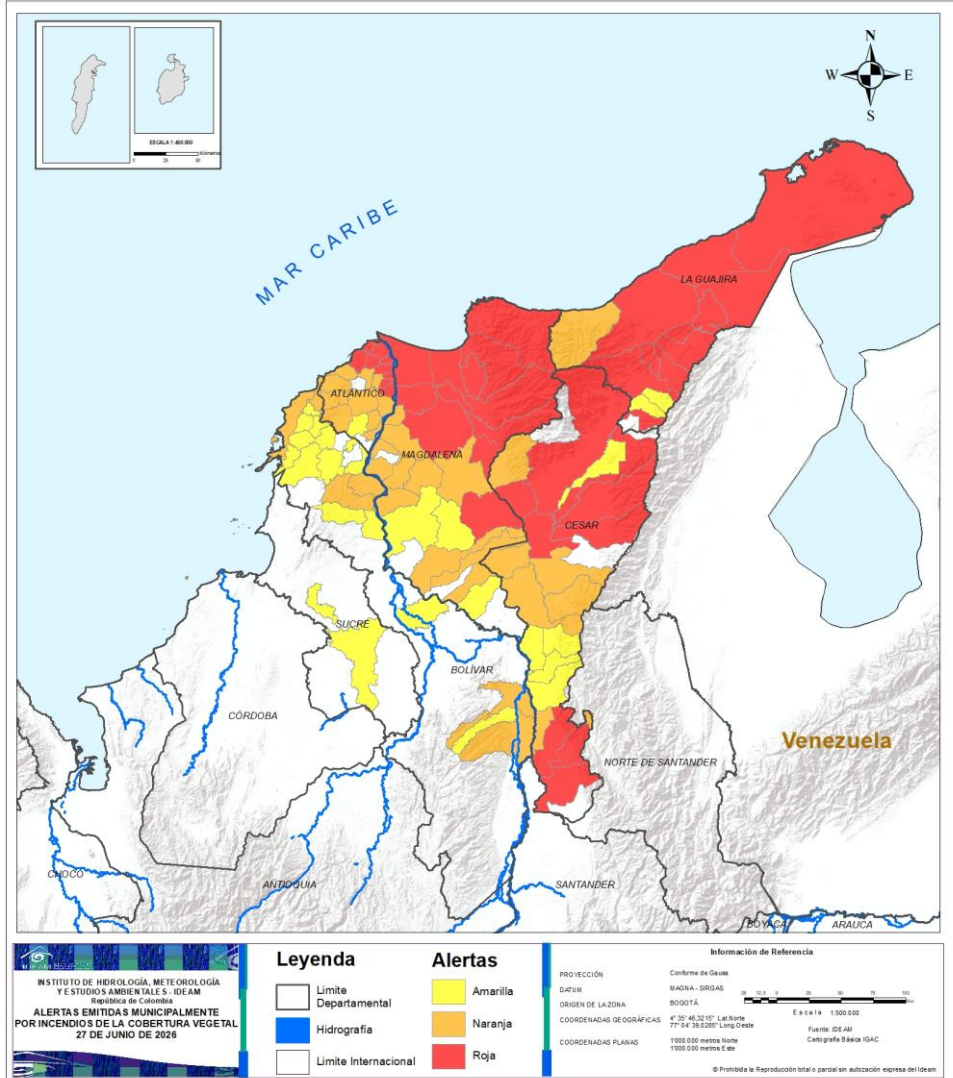 ESCALA 1:400.000
N
W
E
S
MAR CARIBE
LA GUAJIRA
ATLÁNTICO
MAGDALENA
CESAR
SUCRE
BOLÍVAR
CÓRDOBA
Venezuela
NORTE DE SANTANDER
CHOCÓ
ANTIOQUIA
SANTANDER
BOYACÁ
ARAUCA
IDEAM
INSTITUTO DE HIDROLOGÍA, METEOROLOGÍA
Y ESTUDIOS AMBIENTALES - IDEAM
República de Colombia
ALERTAS EMITIDAS MUNICIPALMENTE
POR INCENDIOS DE LA COBERTURA VEGETAL
27 DE JUNIO DE 2026
Leyenda
Limite
Departamental
Hidrografía
Limite Internacional
Alertas
Amarilla
Naranja
Roja
Información de Referencia
PROYECCIÓN Conforme de Gauss
DATUM MAGNA - SIRGAS
ORIGEN DE LA ZONA BOGOTÁ
COORDENADAS GEOGRÁFICAS 4° 35' 46,3215" Lat.Norte
77° 04' 39,0285" Long.Oeste
COORDENADAS PLANAS 1'000.000 metros Norte
1'000.000 metros Este
Escala 1:500.000
Fuente: IDEAM
Cartografía Básica IGAC
© Prohibida la Reproducción total o parcial sin autozación expresa del Ideam